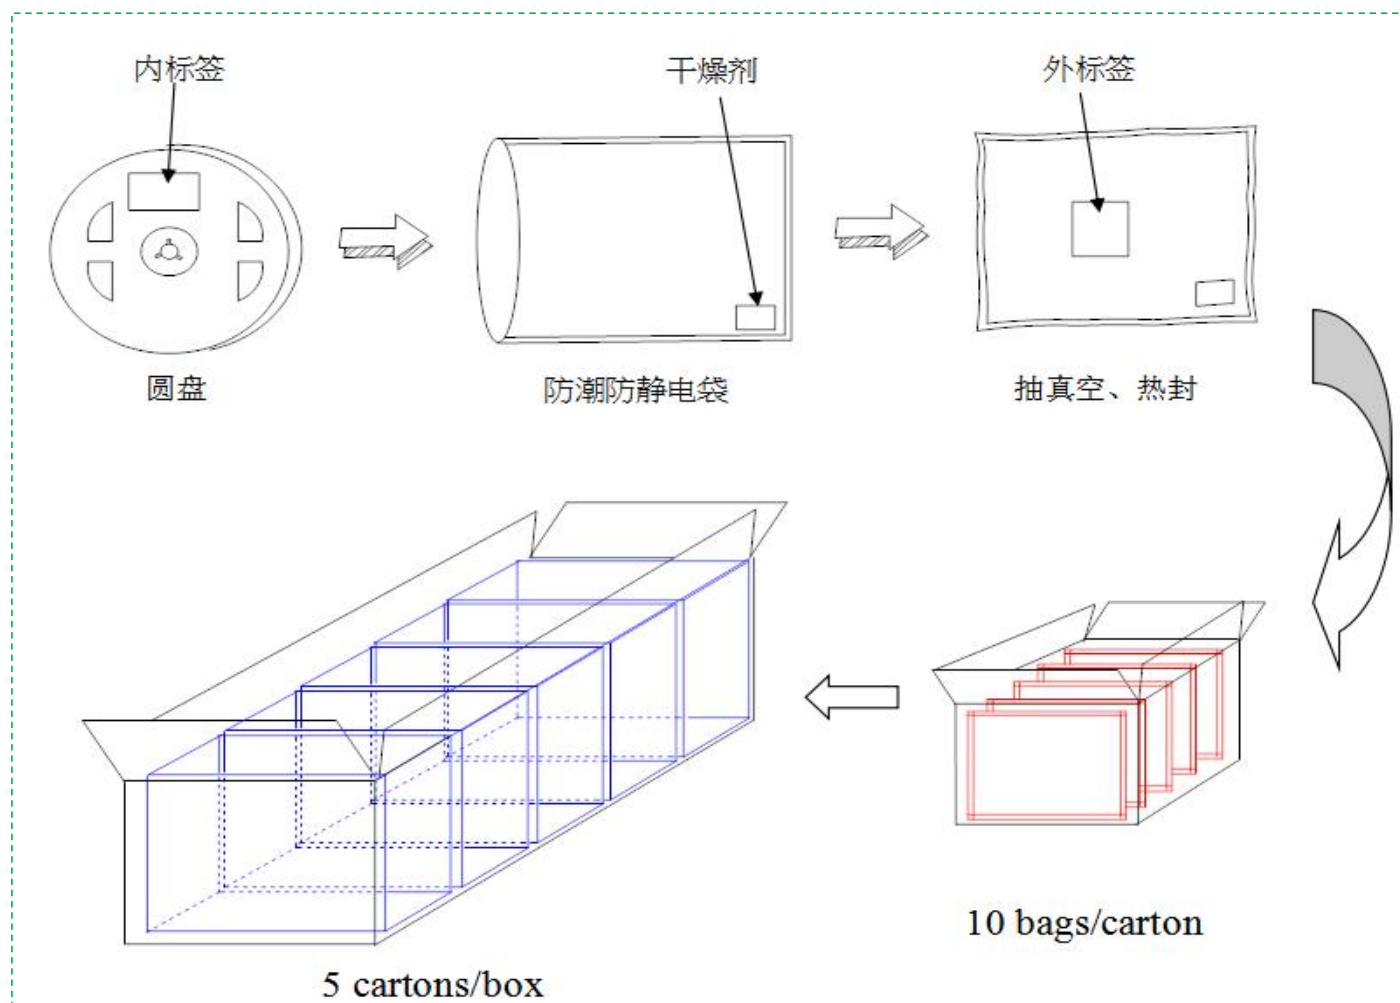 内标签
干燥剂
外标签
圆盘
防潮防静电袋
抽真空、热封
10 bags/carton
5 cartons/box